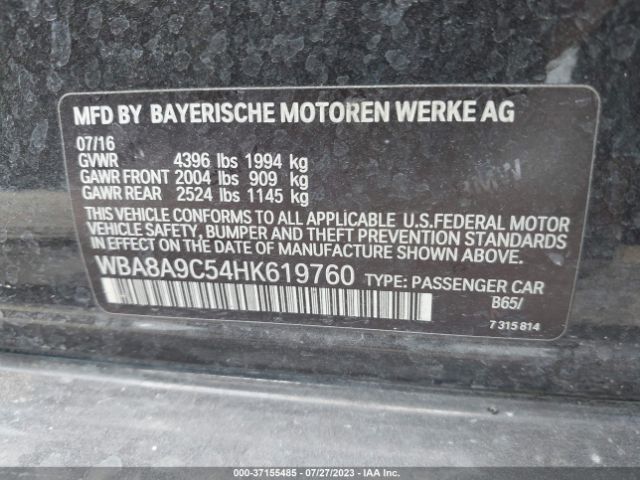 MFD BY BAYERISCHE MOTOREN WERKE AG
07/16
GVWR 4396 lbs 1994 kg
GAWR FRONT 2004 lbs 909 kg
GAWR REAR 2524 lbs 1145 kg
BMW
THIS VEHICLE CONFORMS TO ALL APPLICABLE U.S.FEDERAL MOTOR
VEHICLE SAFETY, BUMPER, AND THEFT PREVENTION STANDARDS
IN EFFECT ON THE DATE OF MANUFACTURE SHOWN ABOVE.
WBA8A9C54HK619760 TYPE: PASSENGER CAR
B65/
7 315 814
000-37155485 - 07/27/2023 - IAA Inc.